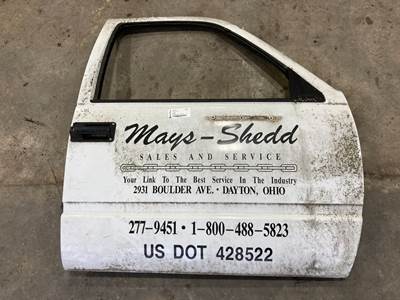 Mays-Shedd
SALES AND SERVICE
Your Link To The Best Service In The Industry
2931 BOULDER AVE. · DAYTON, OHIO
277-9451 · 1-800-488-5823
US DOT 428522